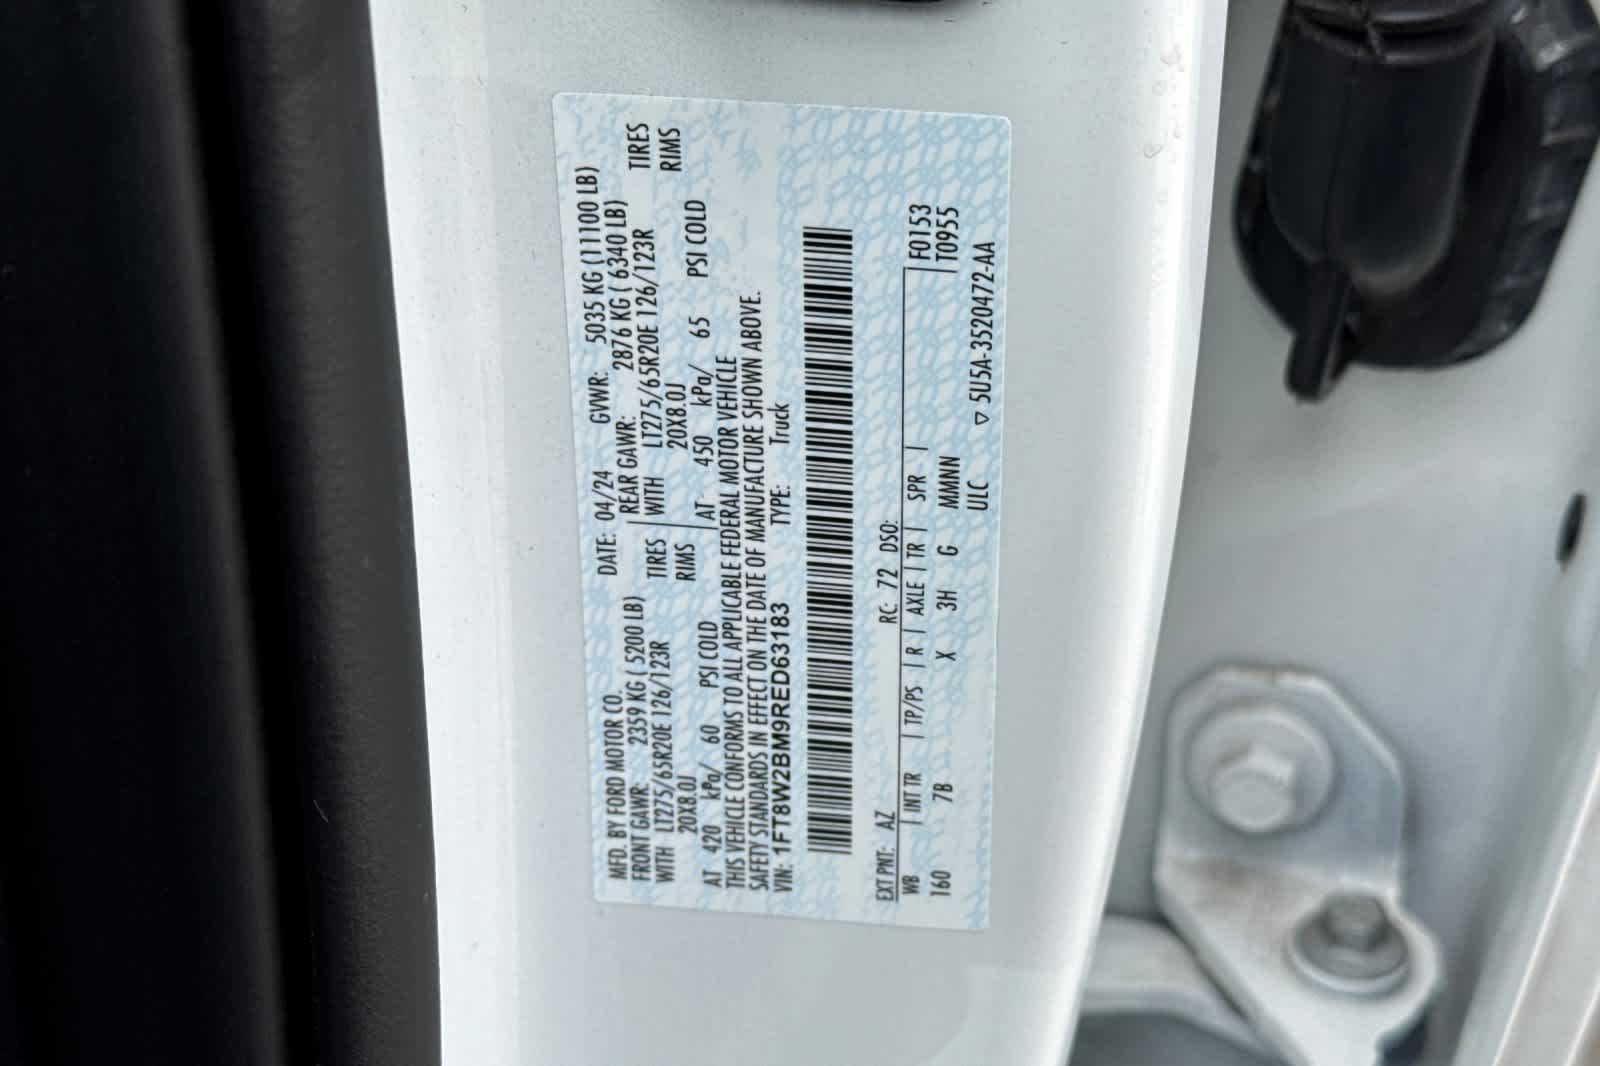 MFD. BY FORD MOTOR CO.
DATE: 04/24 GVWR: 5035 KG (11100 LB)
FRONT GAWR: 2359 KG ( 5200 LB) REAR GAWR: 2876 KG ( 6340 LB)
WITH LT275/65R20E 126/123R TIRES WITH LT275/65R20E 126/123R TIRES
20X8.0J RIMS 20X8.0J RIMS
AT 420 kPa/ 60 PSI COLD AT 450 kPa/ 65 PSI COLD
THIS VEHICLE CONFORMS TO ALL APPLICABLE FEDERAL MOTOR VEHICLE
SAFETY STANDARDS IN EFFECT ON THE DATE OF MANUFACTURE SHOWN ABOVE.
VIN: 1FT8W2BM9RED63183 TYPE: Truck
EXT PNT: AZ RC: 72 DSO:
WB | INT TR | TP/PS | R | AXLE | TR | SPR | F0153
160 7B X 3H G MMNN T0955
ULC ▽ 5U5A-3520472-AA